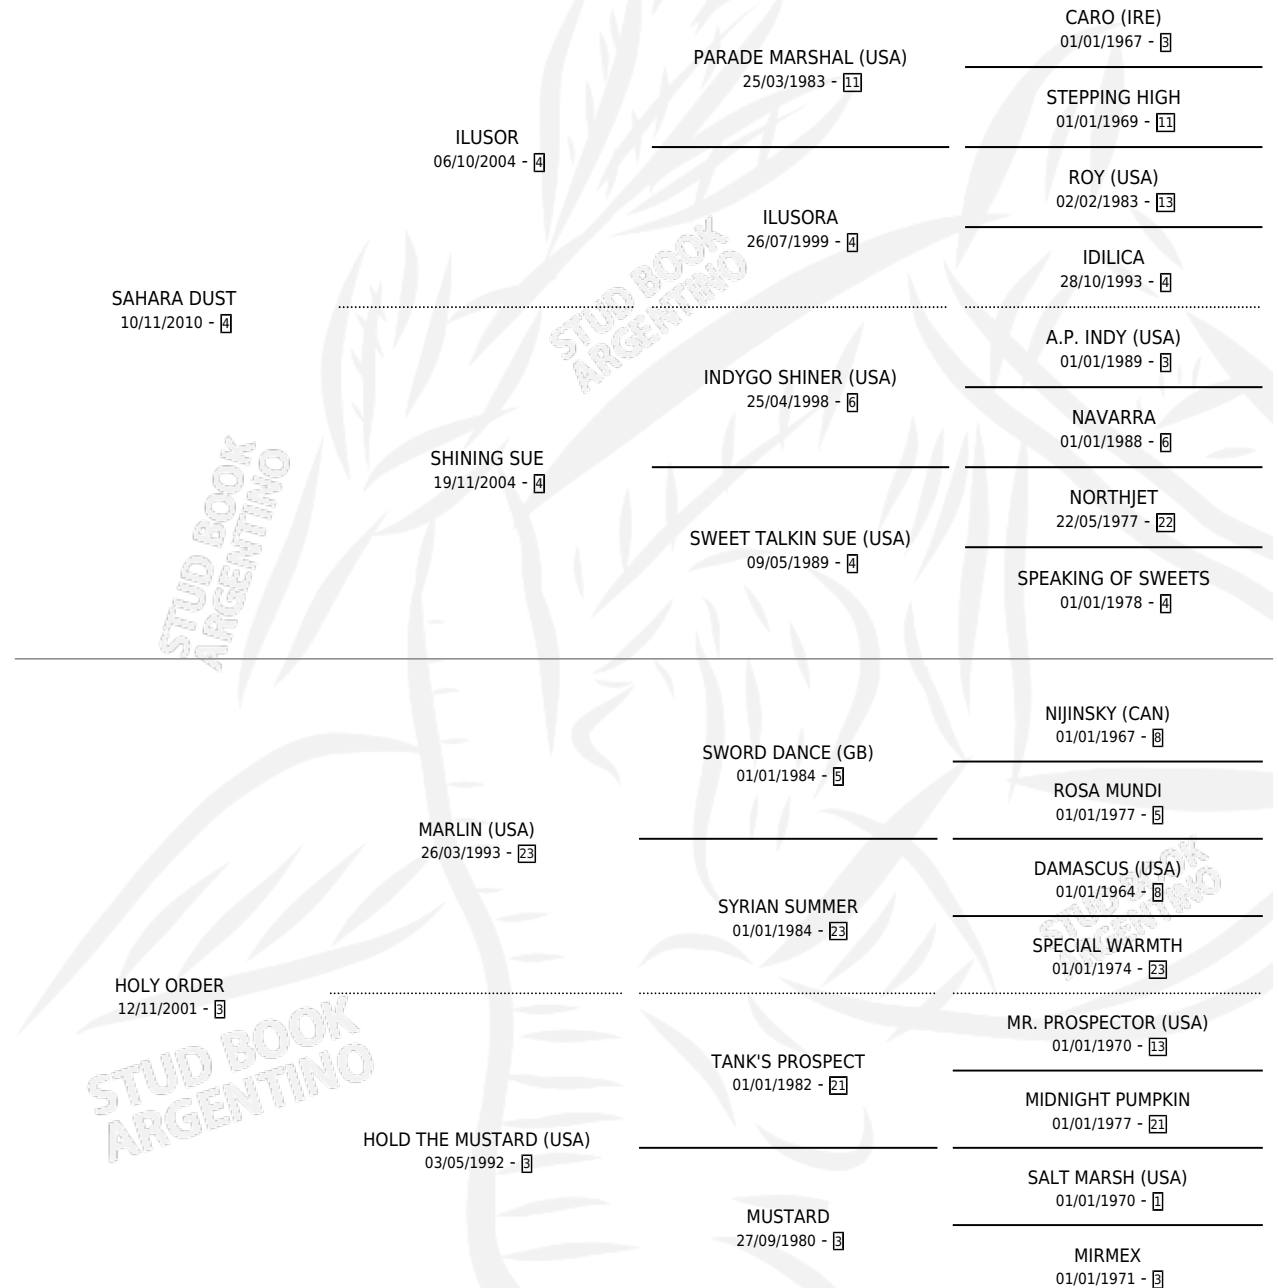 CARO (IRE)
01/01/1967 - 3
PARADE MARSHAL (USA)
25/03/1983 - 11
STEPPING HIGH
01/01/1969 - 11
ILUSOR
06/10/2004 - 4
ROY (USA)
02/02/1983 - 13
ILUSORA
26/07/1999 - 4
IDILICA
28/10/1993 - 4
SAHARA DUST
10/11/2010 - 4
STUD BOOK
ARGENTINO
A.P. INDY (USA)
01/01/1989 - 3
INDYGO SHINER (USA)
25/04/1998 - 6
NAVARRA
01/01/1988 - 6
SHINING SUE
19/11/2004 - 4
NORTHJET
22/05/1977 - 22
SWEET TALKIN SUE (USA)
09/05/1989 - 4
SPEAKING OF SWEETS
01/01/1978 - 4
STUD BOOK
ARGENTINO
NIJINSKY (CAN)
01/01/1967 - 8
SWORD DANCE (GB)
01/01/1984 - 5
ROSA MUNDI
01/01/1977 - 5
MARLIN (USA)
26/03/1993 - 23
DAMASCUS (USA)
01/01/1964 - 8
SYRIAN SUMMER
01/01/1984 - 23
STUD BOOK
ARGENTINO
SPECIAL WARMTH
01/01/1974 - 23
HOLY ORDER
12/11/2001 - 3
STUD BOOK
ARGENTINO
MR. PROSPECTOR (USA)
01/01/1970 - 13
TANK'S PROSPECT
01/01/1982 - 21
MIDNIGHT PUMPKIN
01/01/1977 - 21
HOLD THE MUSTARD (USA)
03/05/1992 - 3
SALT MARSH (USA)
01/01/1970 - 1
MUSTARD
27/09/1980 - 3
MIRMEX
01/01/1971 - 3